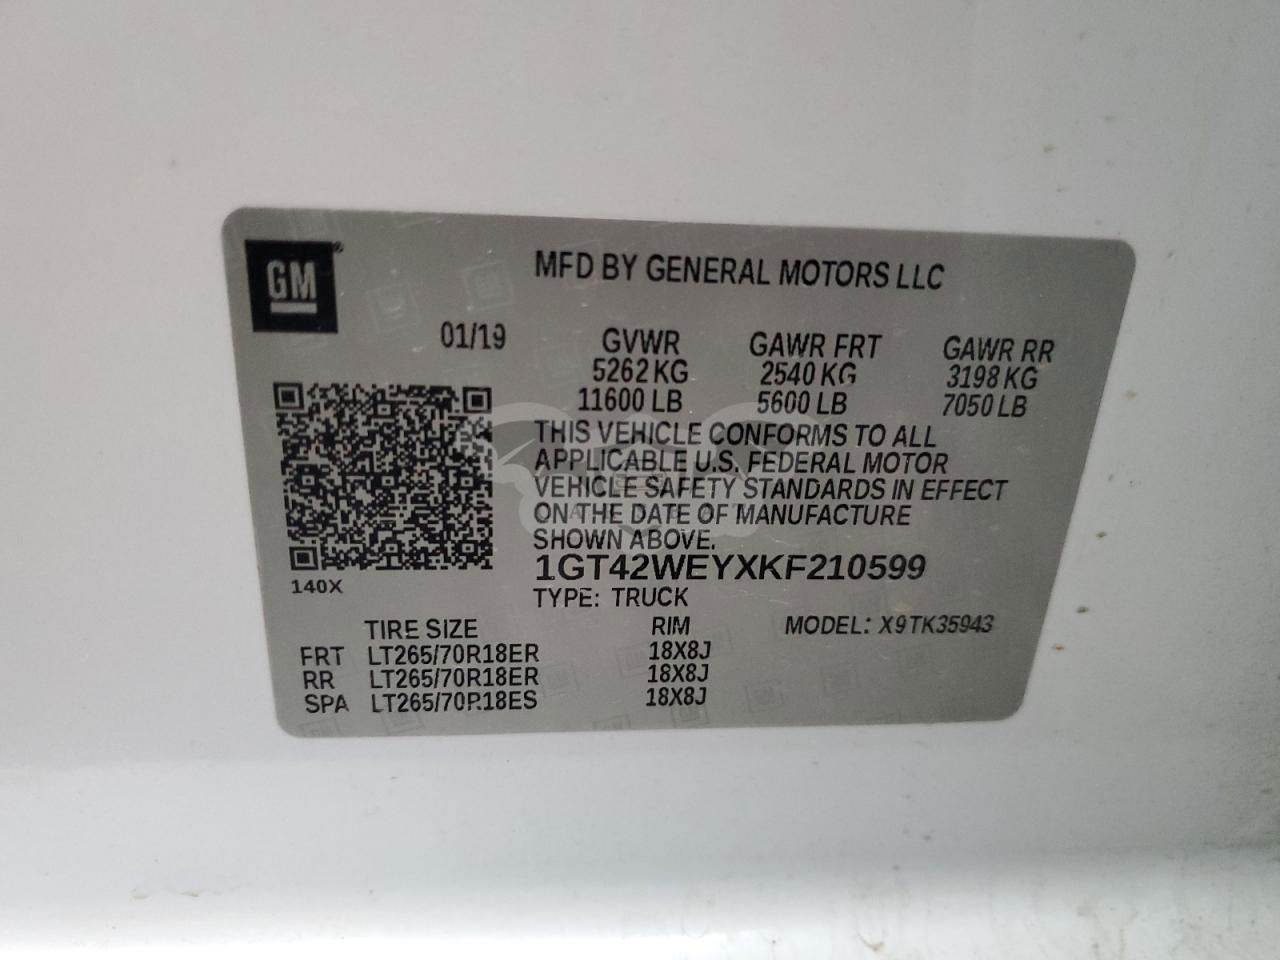 GM
MFD BY GENERAL MOTORS LLC
01/19
GVWR GAWR FRT GAWR RR
5262 KG 2540 KG 3198 KG
11600 LB 5600 LB 7050 LB
THIS VEHICLE CONFORMS TO ALL
APPLICABLE U.S. FEDERAL MOTOR
VEHICLE SAFETY STANDARDS IN EFFECT
ON THE DATE OF MANUFACTURE
SHOWN ABOVE.
1GT42WEYXKF210599
140X
TYPE: TRUCK
TIRE SIZE RIM MODEL: X9TK35943
FRT LT265/70R18ER 18X8J
RR LT265/70R18ER 18X8J
SPA LT265/70R18ES 18X8J